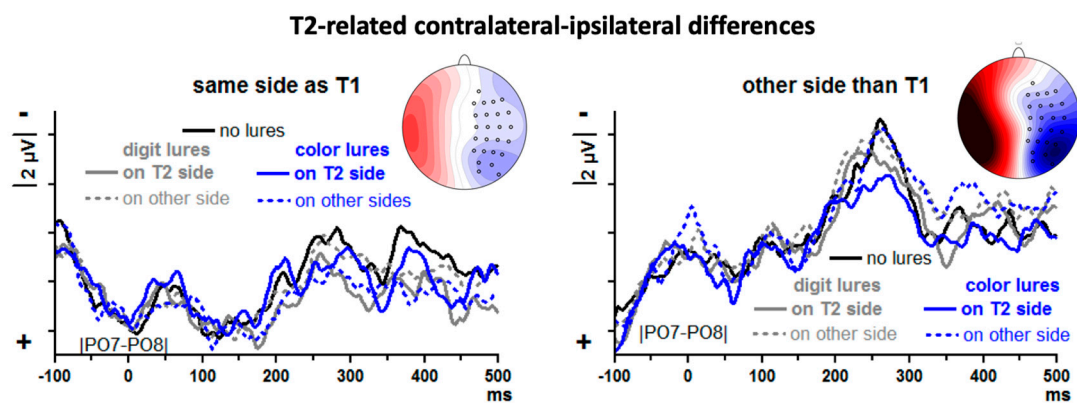 T2-related contralateral-ipsilateral differences
same side as T1
-
|2 µV|
no lures
digit lures
on T2 side
on other side
color lures
on T2 side
on other sides
+
|PO7-PO8|
-100 0 100 200 300 400 500
ms
other side than T1
-
|2 µV|
no lures
digit lures
on T2 side
on other side
color lures
on T2 side
on other side
+
|PO7-PO8|
-100 0 100 200 300 400 500
ms